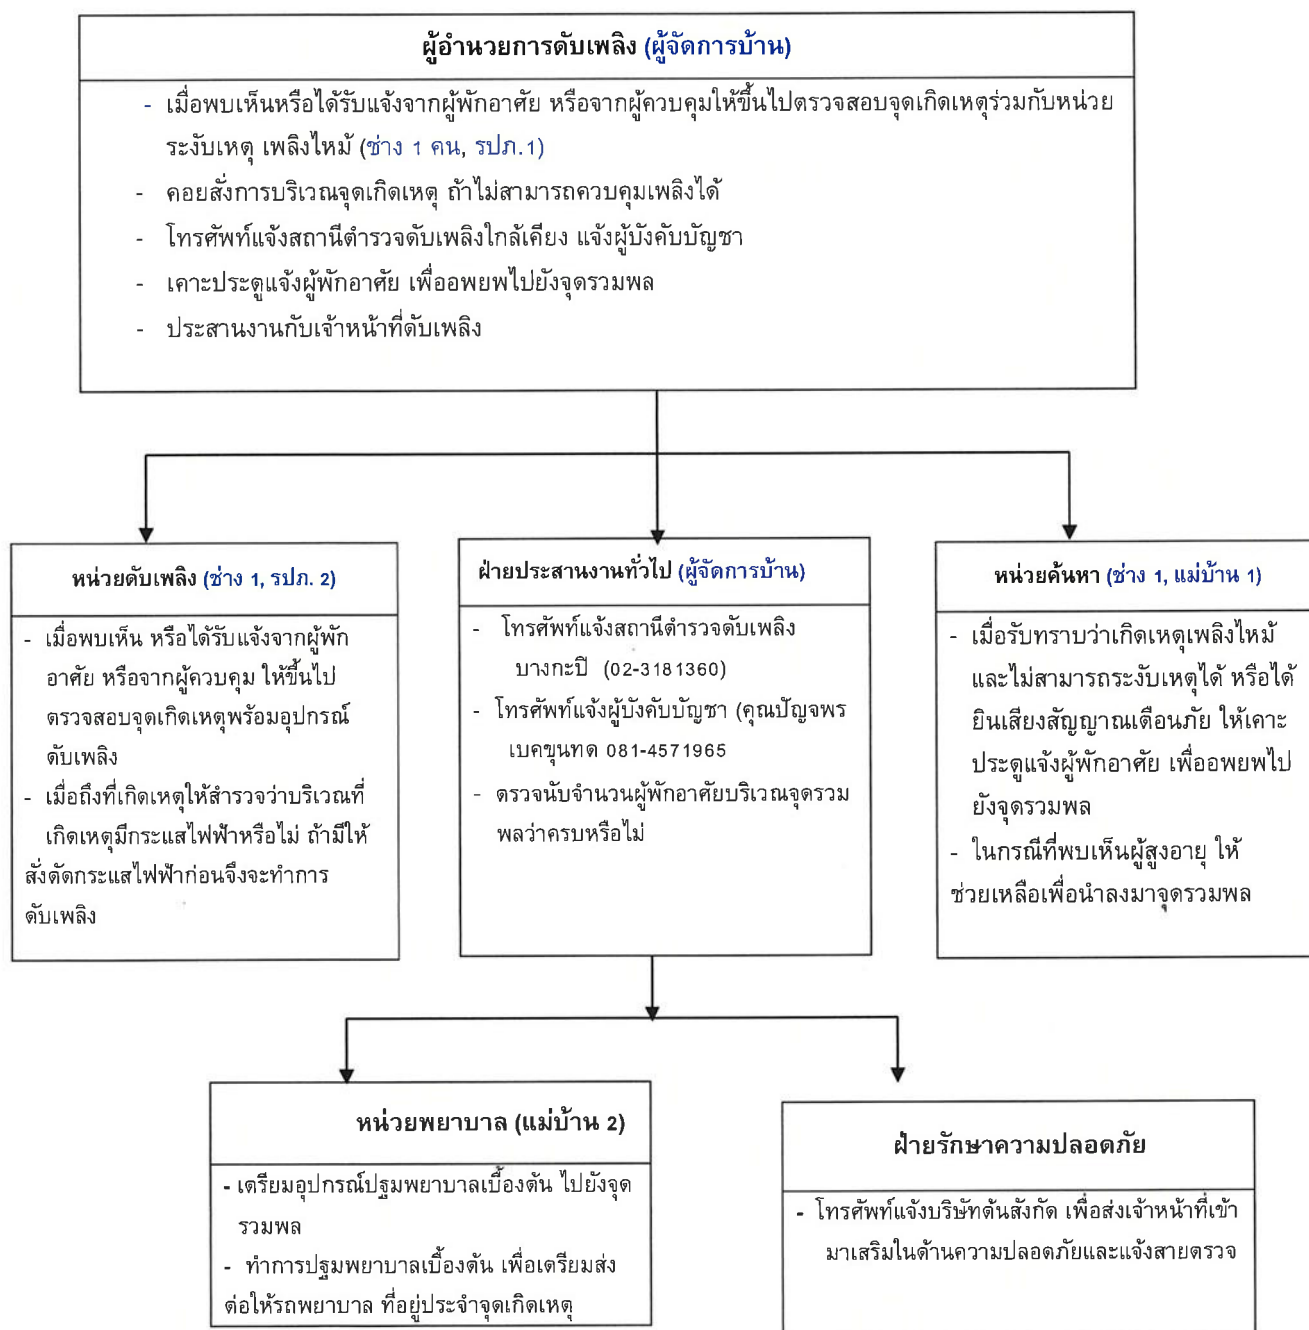 ผู้อำนวยการดับเพลิง (ผู้จัดการบ้าน)
- เมื่อพบเห็นหรือได้รับแจ้งจากผู้พักอาศัย หรือจากผู้ควบคุมให้ขึ้นไปตรวจสอบจุดเกิดเหตุร่วมกับหน่วย
ระงับเหตุ เพลิงไหม้ (ช่าง 1 คน, รปภ.1)
- คอยสั่งการบริเวณจุดเกิดเหตุ ถ้าไม่สามารถควบคุมเพลิงได้
- โทรศัพท์แจ้งสถานีตำรวจดับเพลิงใกล้เคียง แจ้งผู้บังคับบัญชา
- เคาะประตูแจ้งผู้พักอาศัย เพื่ออพยพไปยังจุดรวมพล
- ประสานงานกับเจ้าหน้าที่ดับเพลิง
หน่วยดับเพลิง (ช่าง 1, รปภ. 2)
- เมื่อพบเห็น หรือได้รับแจ้งจากผู้พัก
อาศัย หรือจากผู้ควบคุม ให้ขึ้นไป
ตรวจสอบจุดเกิดเหตุพร้อมอุปกรณ์
ดับเพลิง
- เมื่อถึงที่เกิดเหตุให้สำรวจว่าบริเวณที่
เกิดเหตุมีกระแสไฟฟ้าหรือไม่ ถ้ามีให้
สั่งตัดกระแสไฟฟ้าก่อนจึงจะทำการ
ดับเพลิง
ฝ่ายประสานงานทั่วไป (ผู้จัดการบ้าน)
- โทรศัพท์แจ้งสถานีตำรวจดับเพลิง
บางกะปิ (02-3181360)
- โทรศัพท์แจ้งผู้บังคับบัญชา (คุณปัญจพร
เบคขุนทด 081-4571965
- ตรวจนับจำนวนผู้พักอาศัยบริเวณจุดรวม
พลว่าครบหรือไม่
หน่วยค้นหา (ช่าง 1, แม่บ้าน 1)
- เมื่อรับทราบว่าเกิดเหตุเพลิงไหม้
และไม่สามารถระงับเหตุได้ หรือได้
ยินเสียงสัญญาณเตือนภัย ให้เคาะ
ประตูแจ้งผู้พักอาศัย เพื่ออพยพไป
ยังจุดรวมพล
- ในกรณีที่พบเห็นผู้สูงอายุ ให้
ช่วยเหลือเพื่อนำลงมาจุดรวมพล
หน่วยพยาบาล (แม่บ้าน 2)
- เตรียมอุปกรณ์ปฐมพยาบาลเบื้องต้น ไปยังจุด
รวมพล
- ทำการปฐมพยาบาลเบื้องต้น เพื่อเตรียมส่ง
ต่อให้รถพยาบาล ที่อยู่ประจำจุดเกิดเหตุ
ฝ่ายรักษาความปลอดภัย
- โทรศัพท์แจ้งบริษัทต้นสังกัด เพื่อส่งเจ้าหน้าที่เข้า
มาเสริมในด้านความปลอดภัยและแจ้งสายตรวจ